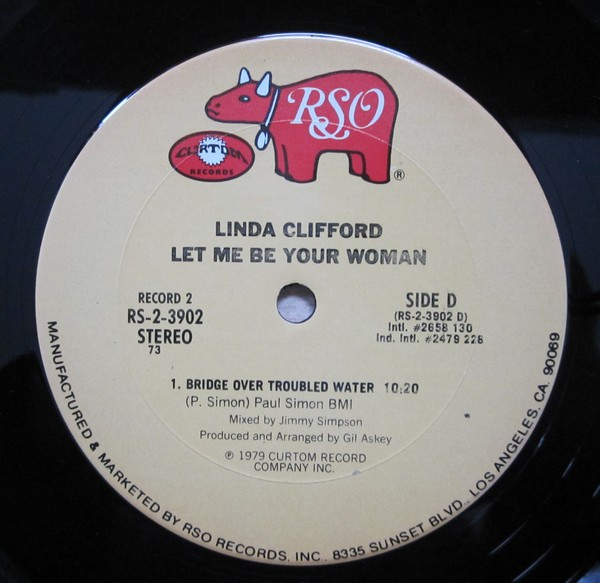 RSO
®
CURTOM
RECORDS
LINDA CLIFFORD
LET ME BE YOUR WOMAN
RECORD 2
RS-2-3902
STEREO
73
SIDE D
(RS-2-3902 D)
Intl. #2658 130
Ind. Intl. #2479 228
1. BRIDGE OVER TROUBLED WATER 10:20
(P. Simon) Paul Simon BMI
Mixed by Jimmy Simpson
Produced and Arranged by Gil Askey
℗ 1979 CURTOM RECORD
COMPANY INC.
MANUFACTURED & MARKETED BY RSO RECORDS, INC., 8335 SUNSET BLVD., LOS ANGELES, CA. 90069